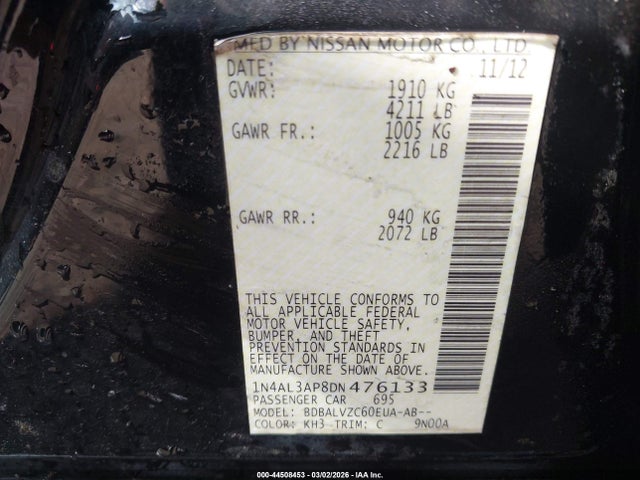 MFD BY NISSAN MOTOR CO., LTD.
DATE: 11/12
GVWR: 1910 KG
4211 LB
GAWR FR.: 1005 KG
2216 LB
GAWR RR.: 940 KG
2072 LB
THIS VEHICLE CONFORMS TO
ALL APPLICABLE FEDERAL
MOTOR VEHICLE SAFETY,
BUMPER, AND THEFT
PREVENTION STANDARDS IN
EFFECT ON THE DATE OF
MANUFACTURE SHOWN ABOVE.
1N4AL3AP8DN476133
PASSENGER CAR 695
MODEL: BDBALVZC60EUA-AB--
COLOR: KH3 TRIM: C 9N00A
000-44508453 - 03/02/2026 - IAA Inc.